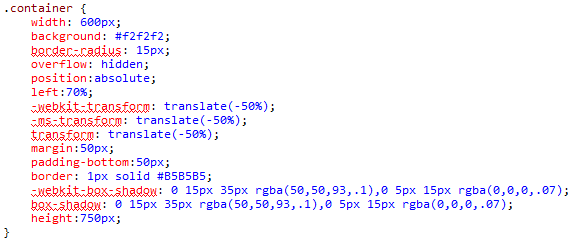 .container {
width: 600px;
background: #f2f2f2;
border-radius: 15px;
overflow: hidden;
position:absolute;
left:70%;
-webkit-transform: translate(-50%);
-ms-transform: translate(-50%);
transform: translate(-50%);
margin:50px;
padding-bottom:50px;
border: 1px solid #B5B5B5;
-webkit-box-shadow: 0 15px 35px rgba(50,50,93,.1),0 5px 15px rgba(0,0,0,.07);
box-shadow: 0 15px 35px rgba(50,50,93,.1),0 5px 15px rgba(0,0,0,.07);
height:750px;
}